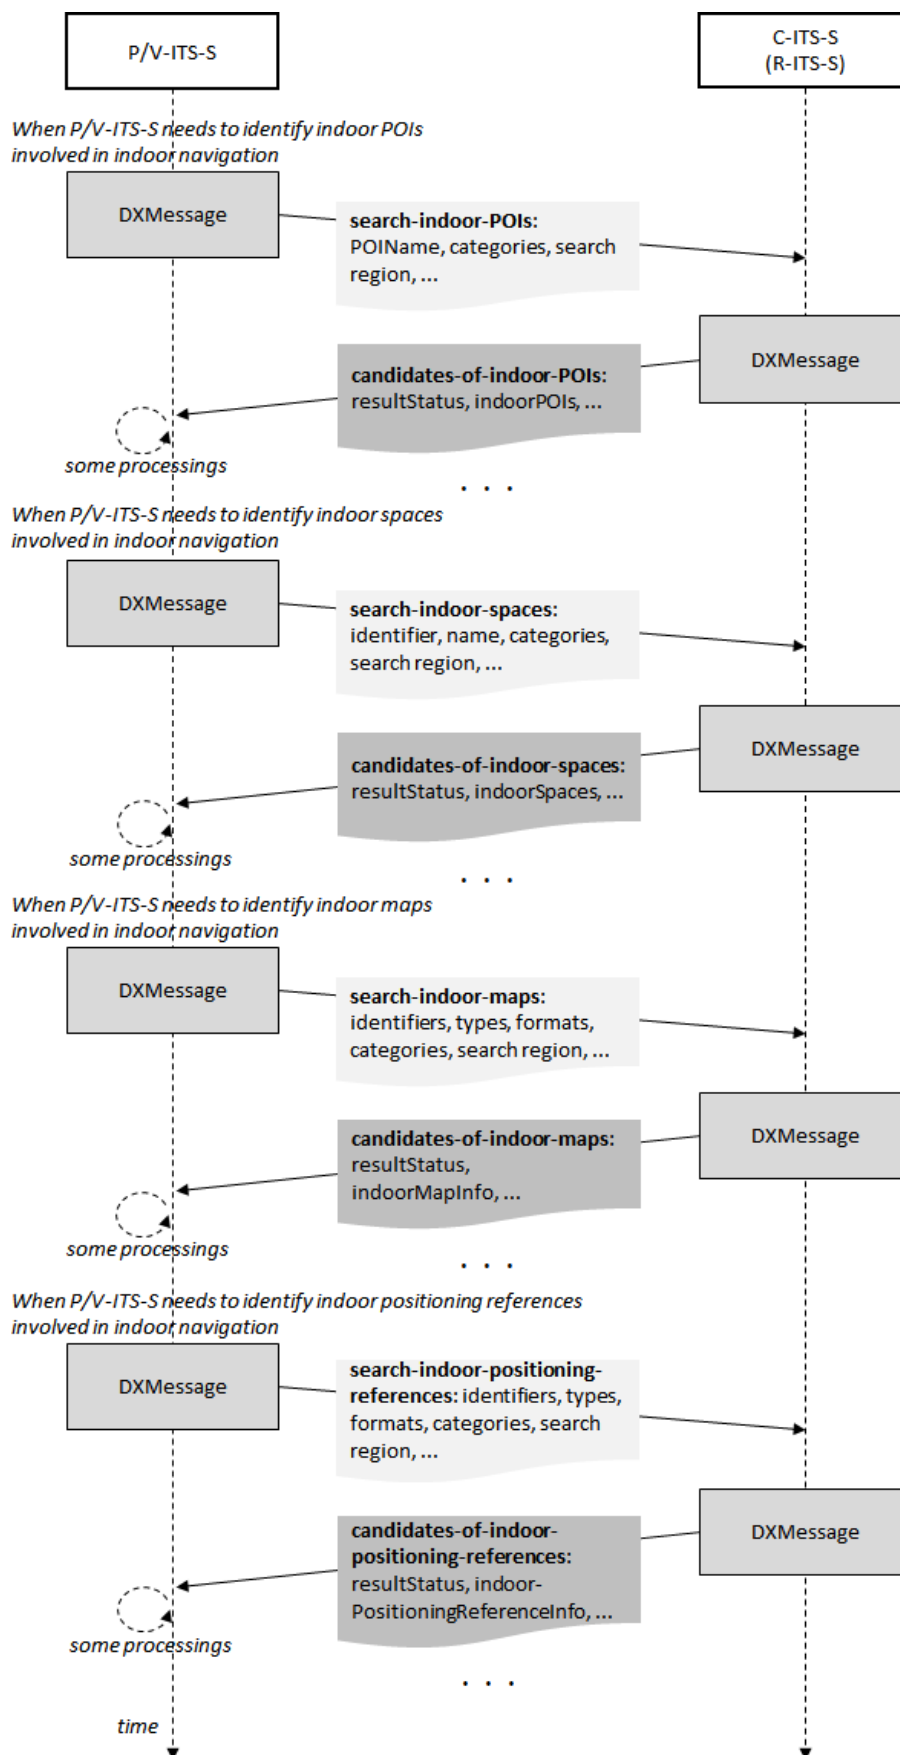 P/V-ITS-S
C-ITS-S
(R-ITS-S)
When P/V-ITS-S needs to identify indoor POIs
involved in indoor navigation
DXMessage
search-indoor-POIs:
POIName, categories, search
region, ...
DXMessage
candidates-of-indoor-POIs:
resultStatus, indoorPOIs, ...
some processings
. . .
When P/V-ITS-S needs to identify indoor spaces
involved in indoor navigation
DXMessage
search-indoor-spaces:
identifier, name, categories,
search region, ...
DXMessage
candidates-of-indoor-spaces:
resultStatus, indoorSpaces, ...
some processings
. . .
When P/V-ITS-S needs to identify indoor maps
involved in indoor navigation
DXMessage
search-indoor-maps:
identifiers, types, formats,
categories, search region, ...
DXMessage
candidates-of-indoor-maps:
resultStatus,
indoorMapInfo, ...
some processings
. . .
When P/V-ITS-S needs to identify indoor positioning references
involved in indoor navigation
DXMessage
search-indoor-positioning-
references: identifiers, types,
formats, categories, search
region, ...
DXMessage
candidates-of-indoor-
positioning-references:
resultStatus, indoor-
PositioningReferenceInfo, ...
some processings
. . .
time